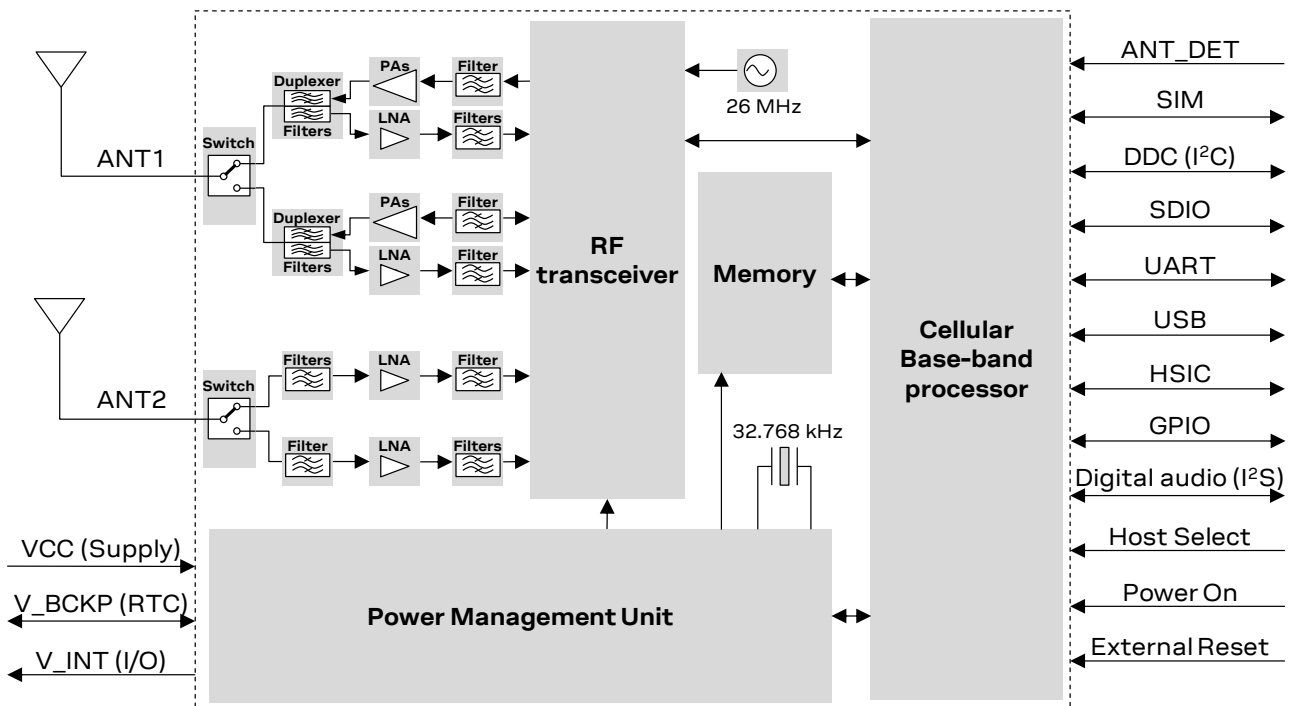 ANT1
Switch
Duplexer
Filters
PAs
Filter
LNA
Filters
Duplexer
Filters
PAs
Filter
LNA
Filter
ANT2
Switch
Filters
LNA
Filter
Filter
LNA
Filters
RF
transceiver
26 MHz
Memory
32.768 kHz
Cellular
Base-band
processor
Power Management Unit
VCC (Supply)
V_BCKP (RTC)
V_INT (I/O)
ANT_DET
SIM
DDC (I²C)
SDIO
UART
USB
HSIC
GPIO
Digital audio (I²S)
Host Select
Power On
External Reset